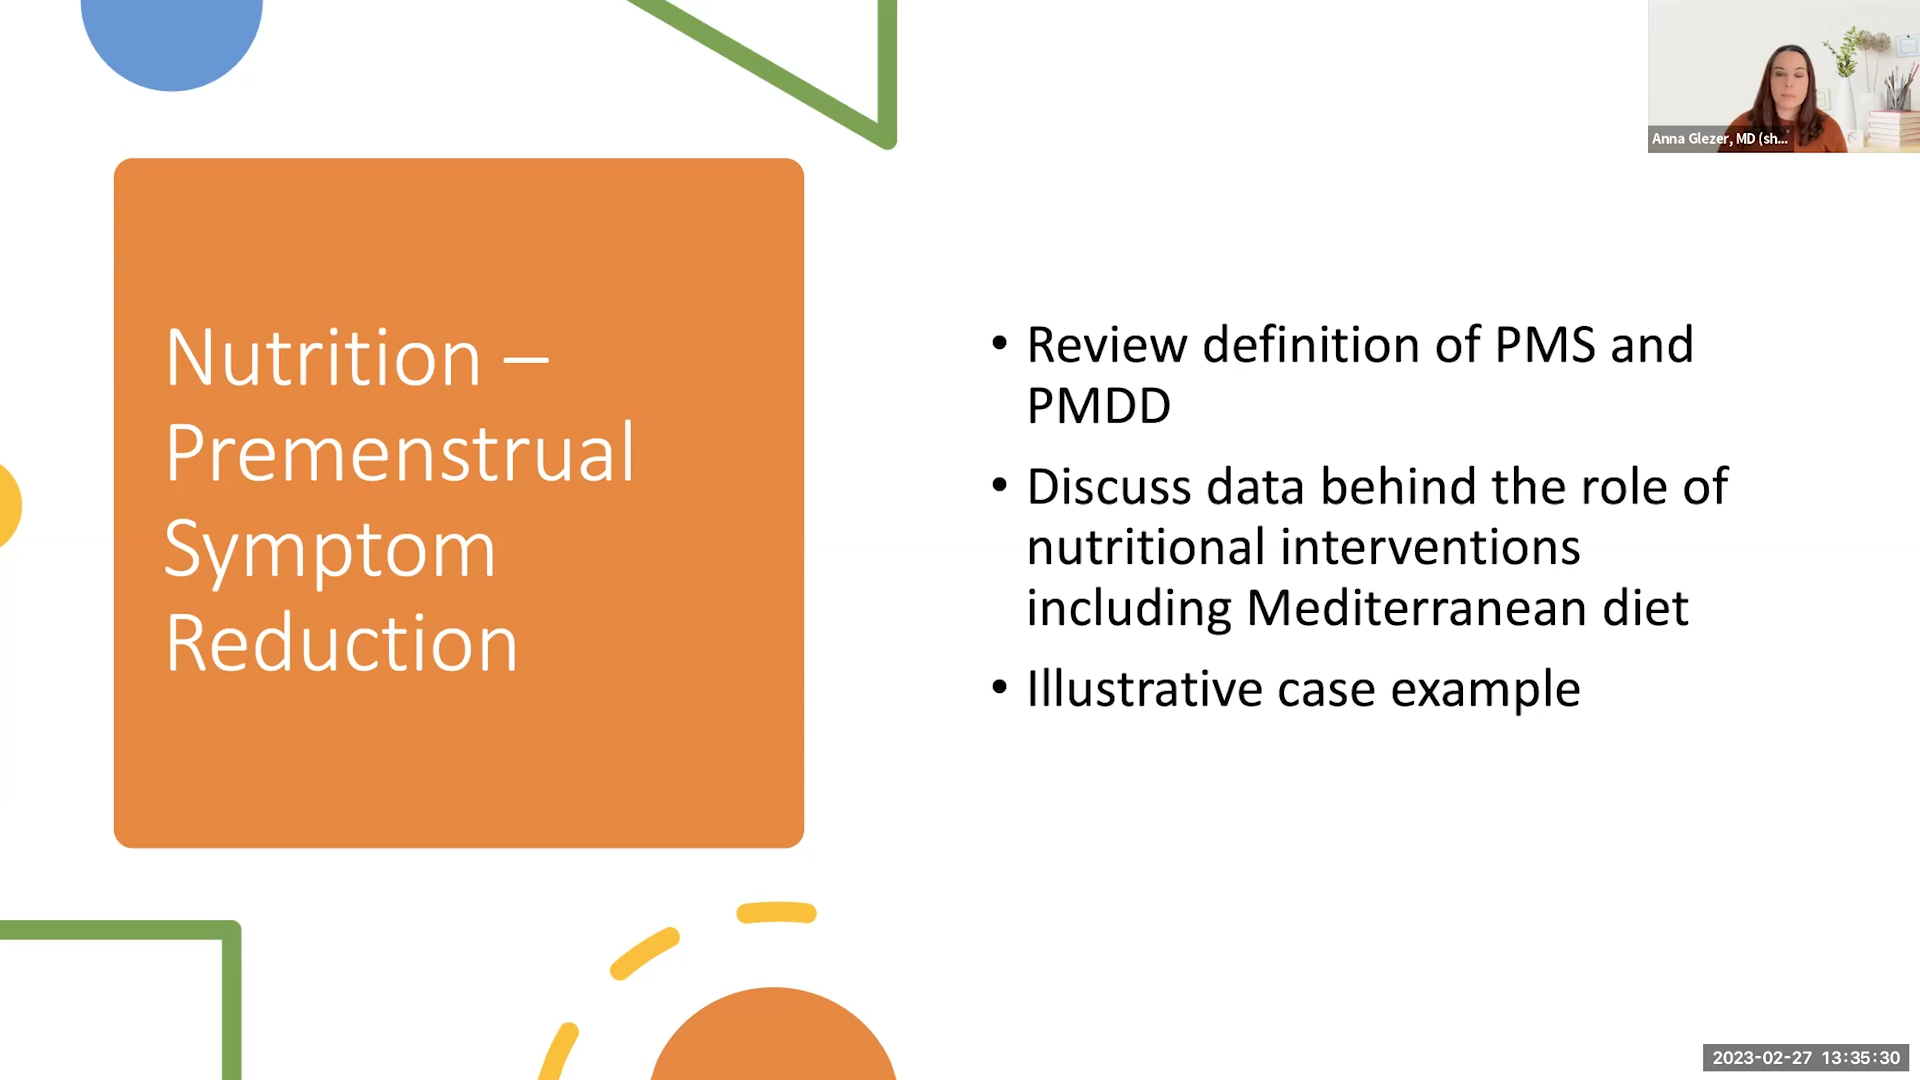 Anna Glezer, MD (sh...
Nutrition –
Premenstrual
Symptom
Reduction
• Review definition of PMS and
PMDD
• Discuss data behind the role of
nutritional interventions
including Mediterranean diet
• Illustrative case example
2023-02-27 13:35:30